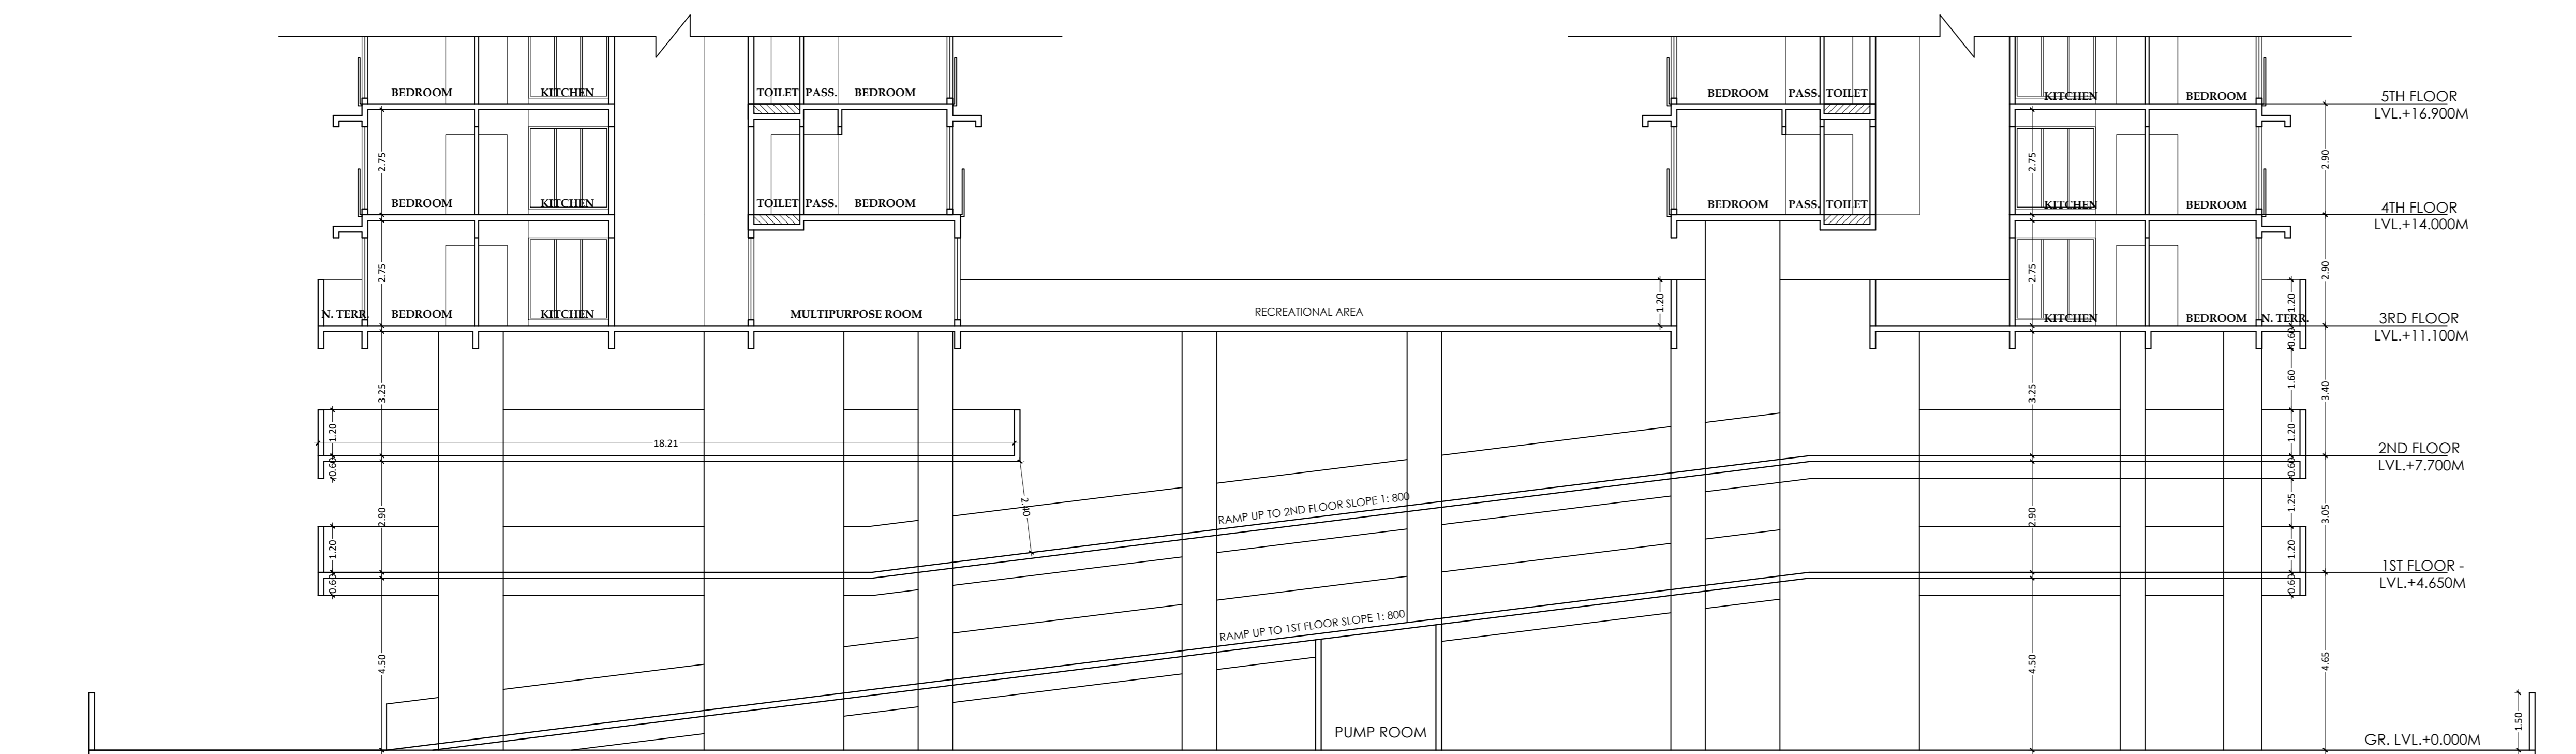 BEDROOM KITCHEN TOILET PASS. BEDROOM BEDROOM PASS. TOILET KITCHEN BEDROOM
5TH FLOOR
LVL.+16.900M
2.75 2.75 2.90
BEDROOM KITCHEN TOILET PASS. BEDROOM BEDROOM PASS. TOILET KITCHEN BEDROOM
4TH FLOOR
LVL.+14.000M
2.75 2.75 2.90
1.20 1.20
N. TERR. BEDROOM KITCHEN MULTIPURPOSE ROOM RECREATIONAL AREA KITCHEN BEDROOM N. TERR.
3RD FLOOR
LVL.+11.100M
0.60
3.25 3.25 1.60 3.40
1.20 18.21 1.20
2ND FLOOR
LVL.+7.700M
0.60 0.60
2.40
RAMP UP TO 2ND FLOOR SLOPE 1: 800
2.90 2.90 1.25 3.05
1.20 1.20
1ST FLOOR -
LVL.+4.650M
0.60 0.60
RAMP UP TO 1ST FLOOR SLOPE 1: 800
4.50 4.50 4.65
1.50
PUMP ROOM
GR. LVL.+0.000M